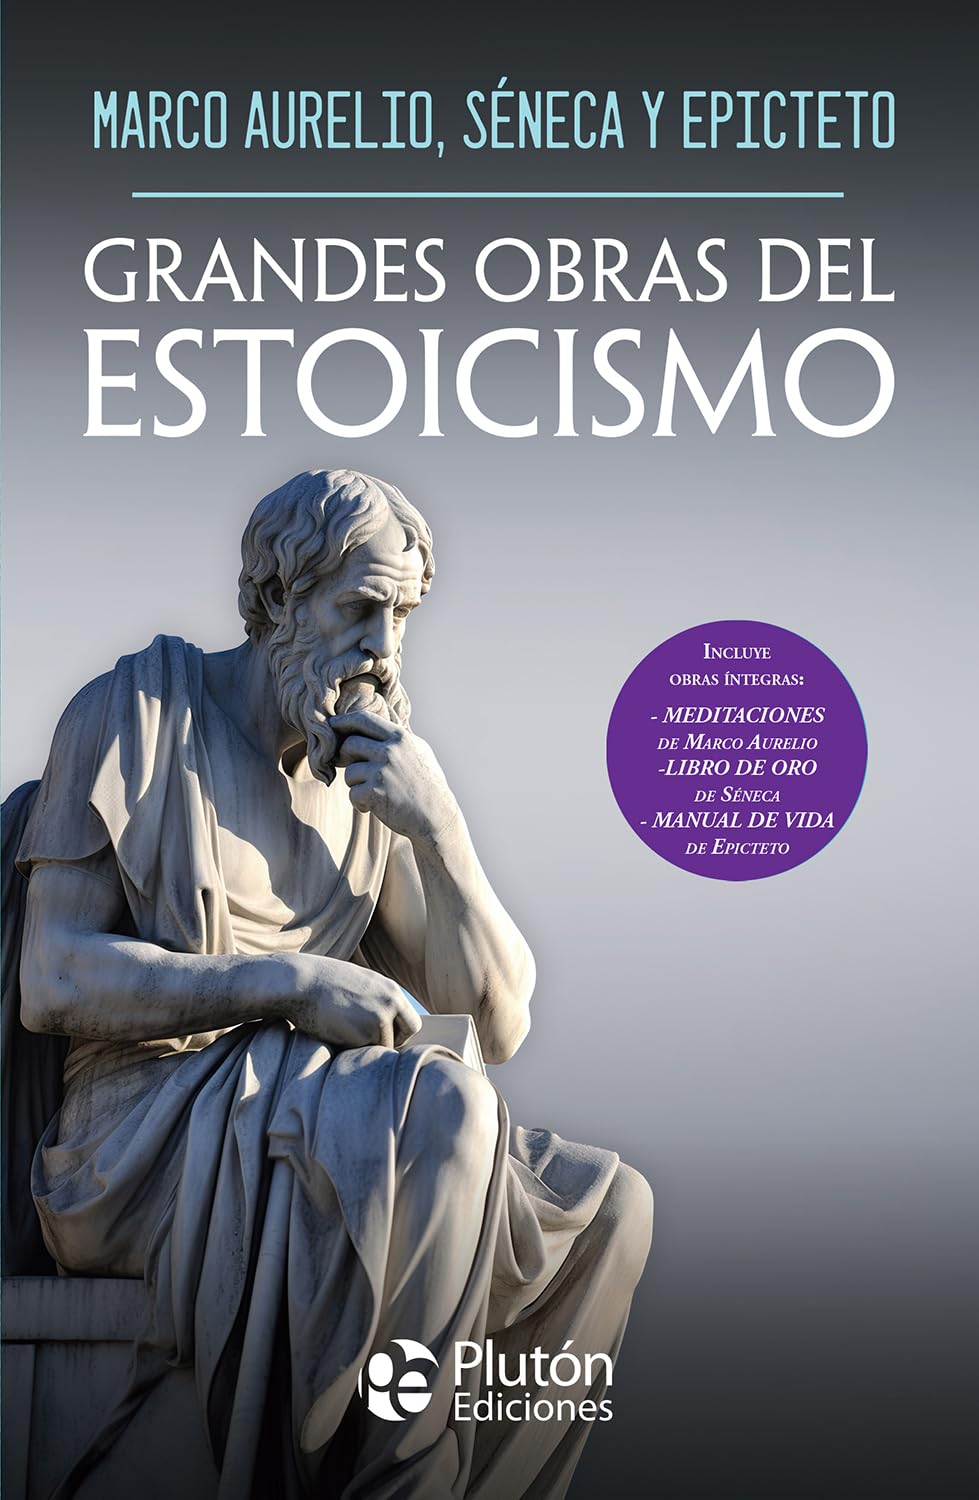 MARCO AURELIO, SÉNECA Y EPICTETO
GRANDES OBRAS DEL
ESTOICISMO
INCLUYE
OBRAS ÍNTEGRAS:
- MEDITACIONES
DE MARCO AURELIO
-LIBRO DE ORO
DE SÉNECA
- MANUAL DE VIDA
DE EPICTETO
pe Plutón
Ediciones